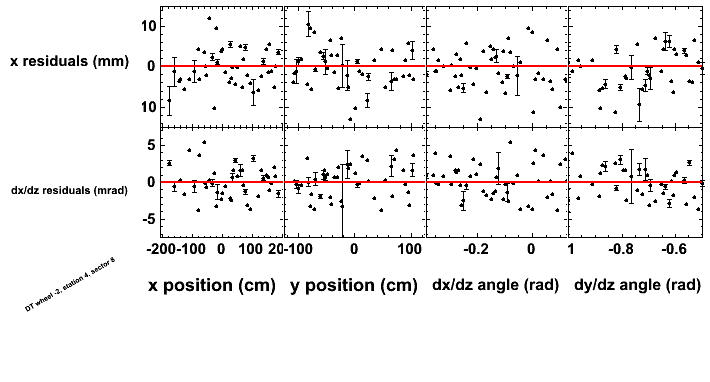 x residuals (mm)
10
0
10
dx/dz residuals (mrad)
5
0
-5
-200-100 0 100 20-100 0 100 -0.2 0 1 -0.8 -0.6
x position (cm) y position (cm) dx/dz angle (rad) dy/dz angle (rad)
DT wheel -2, station 4, sector 8